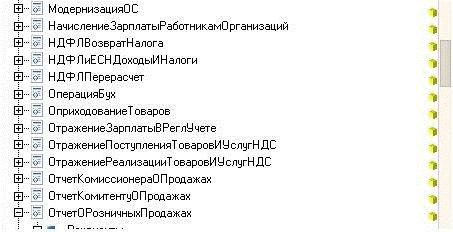 МодернизацияОС
НачислениеЗарплатыРаботникамОрганизаций
НДФЛВозвратНалога
НДФЛиЕСНДоходыИНалоги
НДФЛПерерасчет
ОперацияБух
ОприходованиеТоваров
ОтражениеЗарплатыВРеглУчете
ОтражениеПоступленияТоваровИУслугНДС
ОтражениеРеализацииТоваровИУслугНДС
ОтчетКомиссионераОПродажах
ОтчетКомитентуОПродажах
ОтчетОРозничныхПродажах